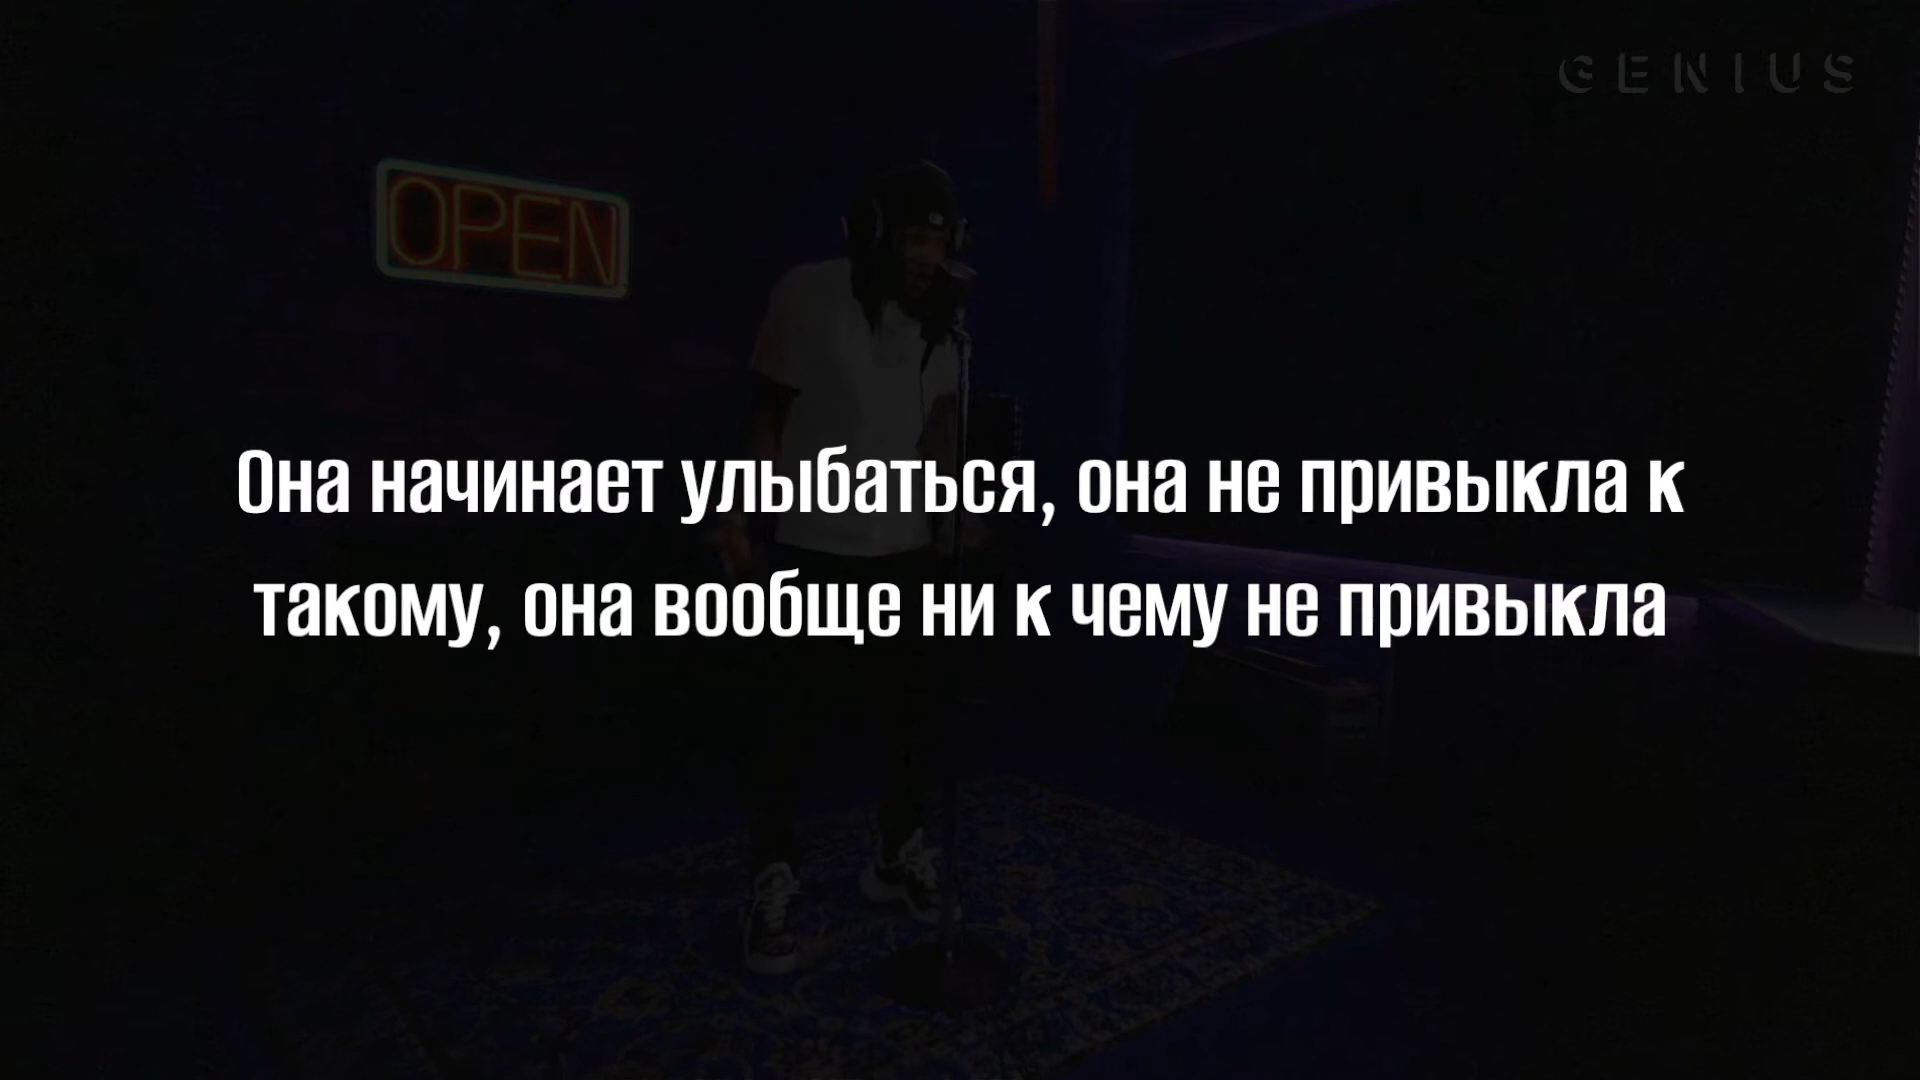 GENIUS
OPEN
Она начинает улыбаться, она не привыкла к
такому, она вообще ни к чему не привыкла